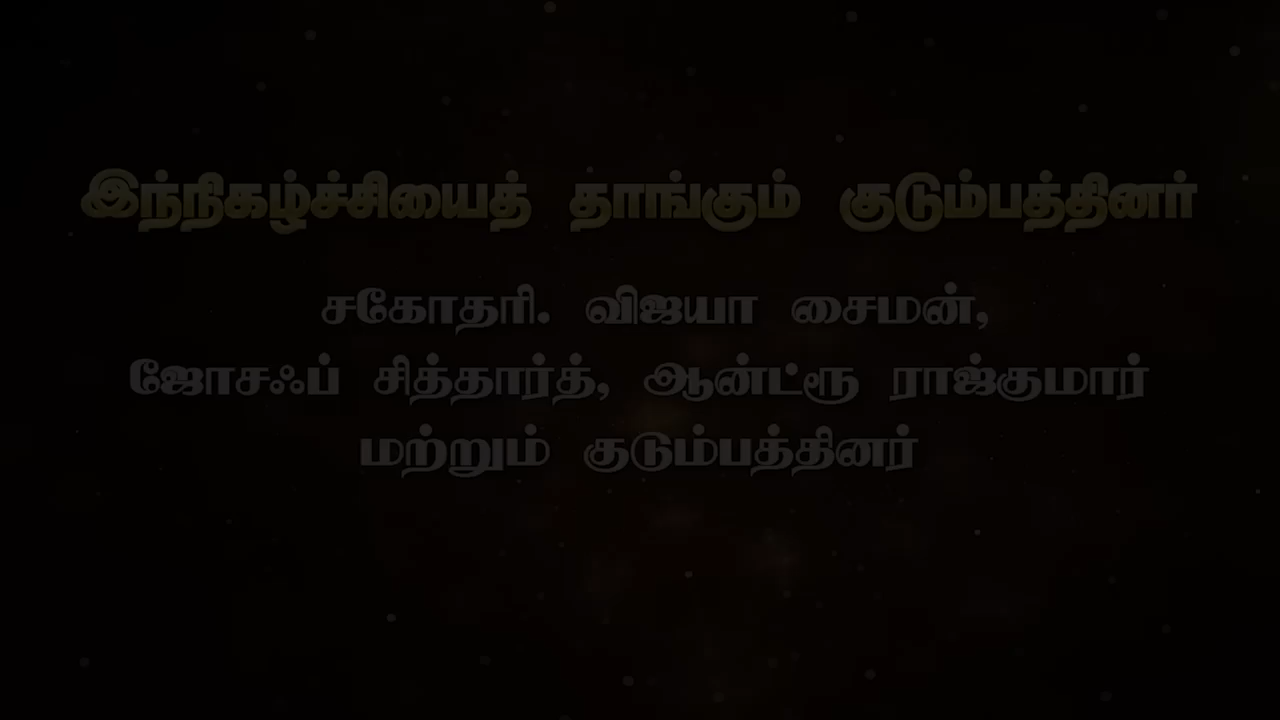 இந்நிகழ்ச்சியைத் தாங்கும் குடும்பத்தினர்
சகோதரி. விஜயா சைமன்,
ஜோசஃப் சித்தார்த், ஆன்ட்ரூ ராஜ்குமார்
மற்றும் குடும்பத்தினர்